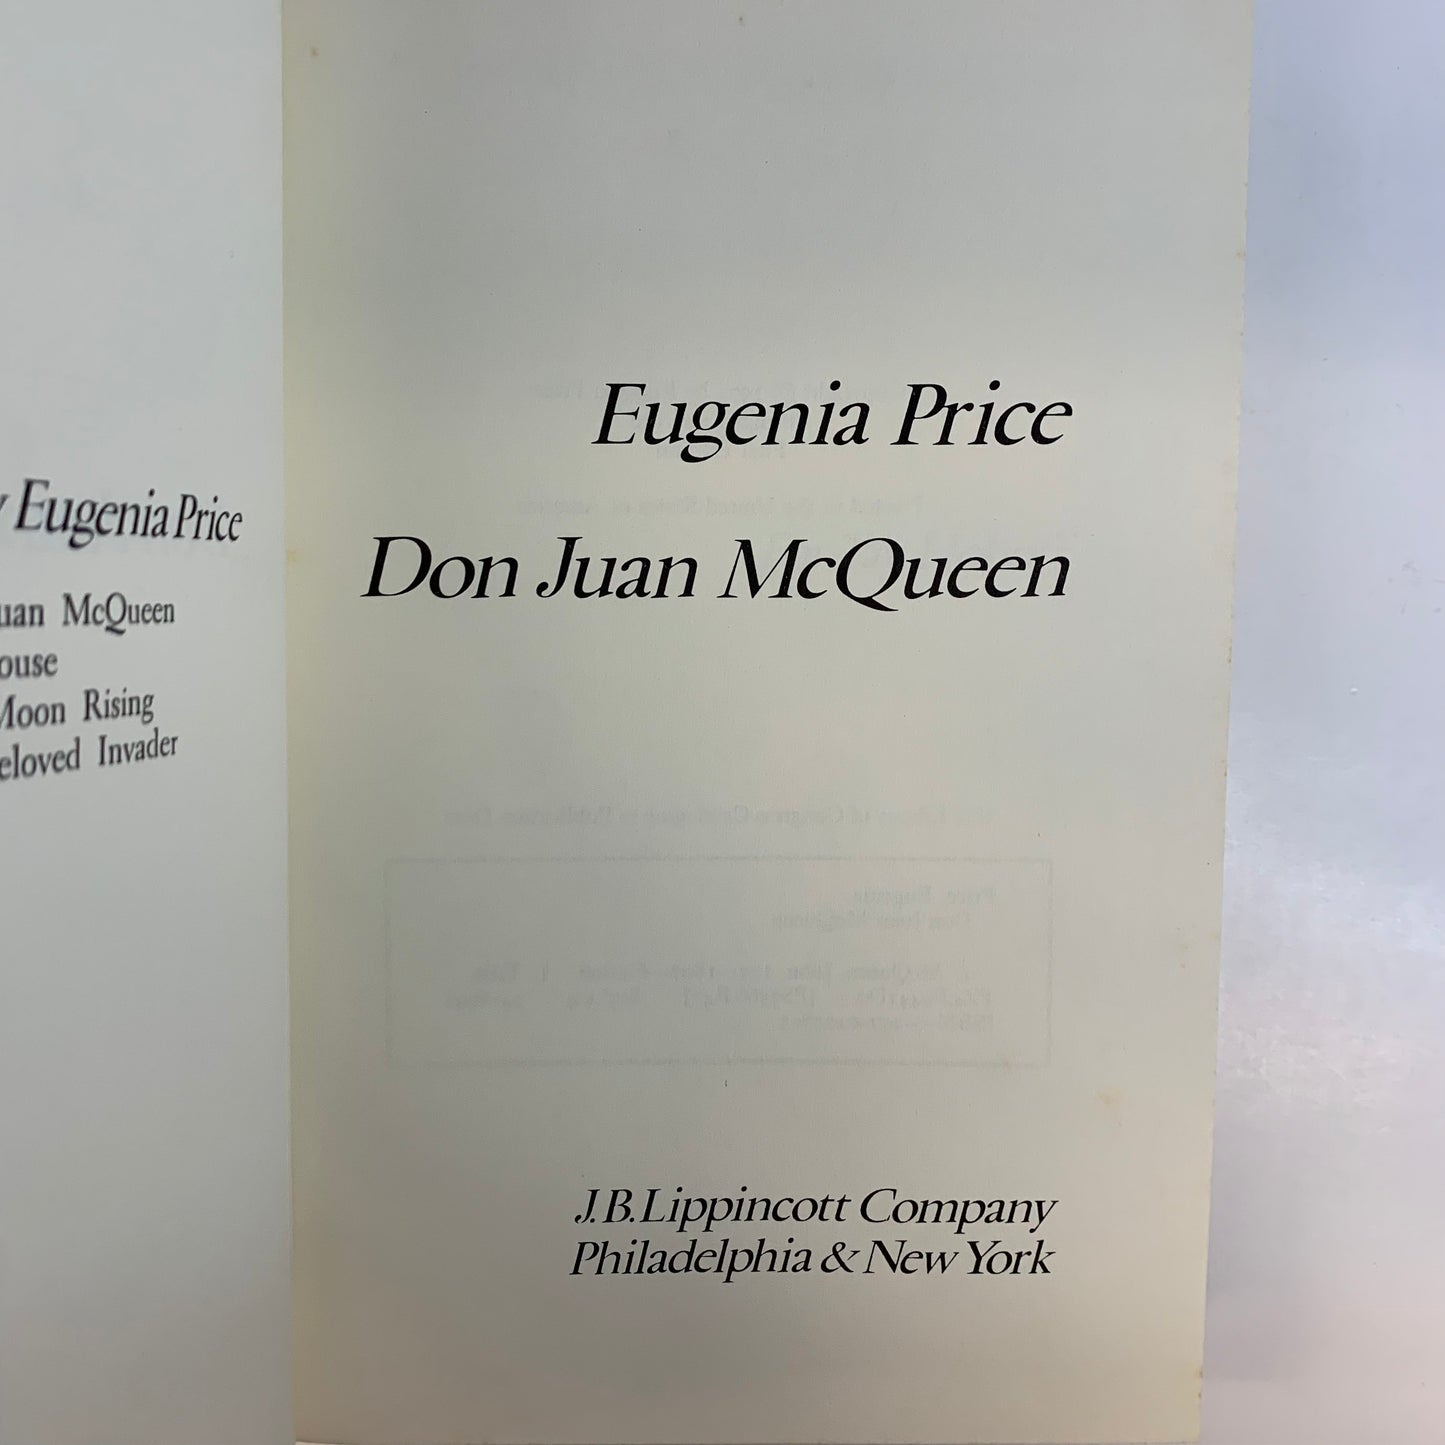 Eugenia Price
uan McQueen
ouse
Moon Rising
eloved Invader
Eugenia Price
Don Juan McQueen
J.B. Lippincott Company
Philadelphia & New York